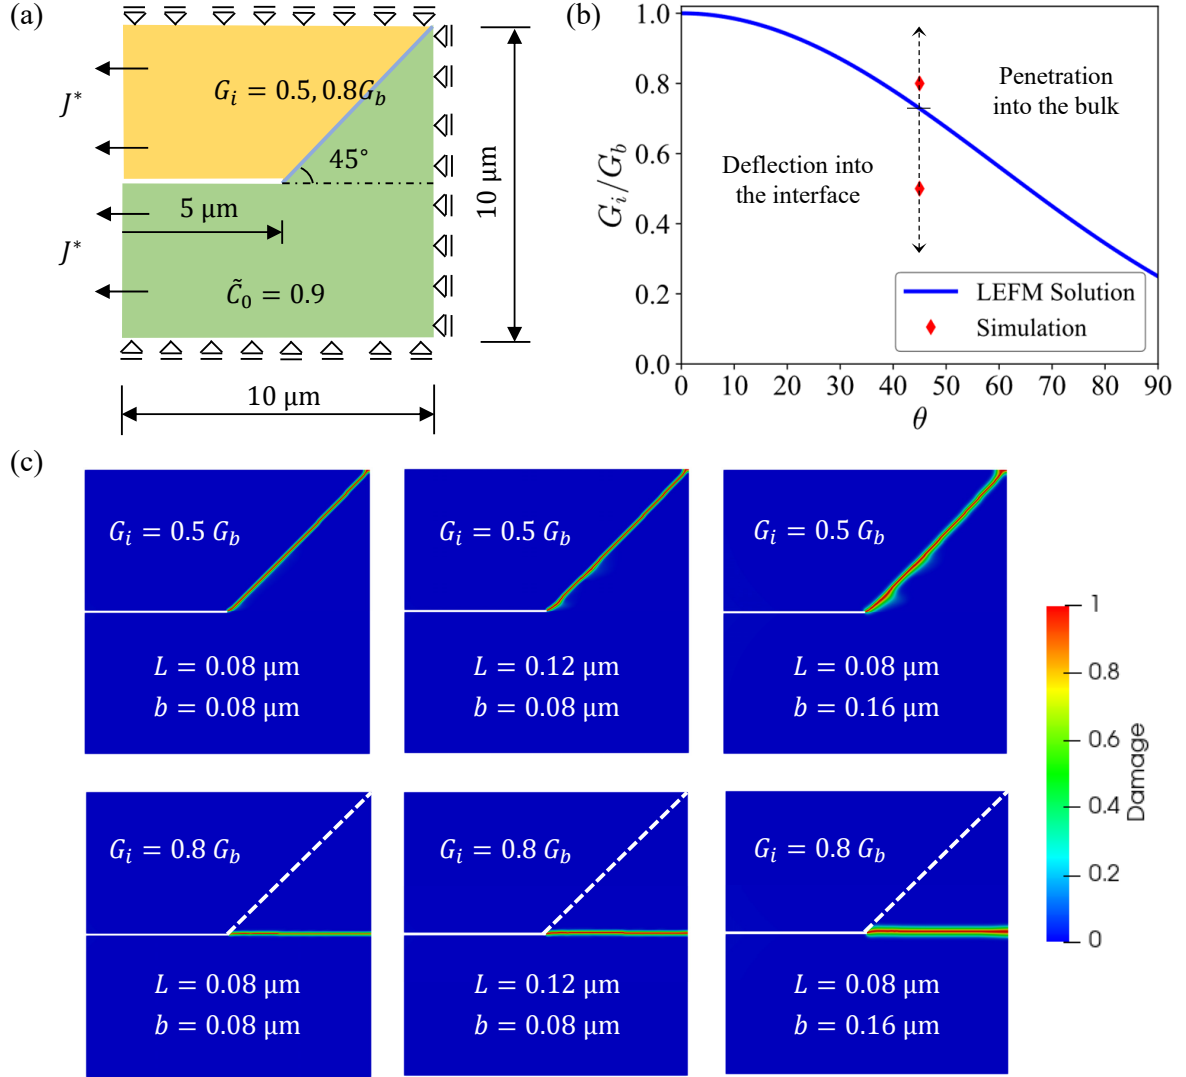 (a)
J*
J*
G_i = 0.5, 0.8G_b
45°
5 μm
C̃_0 = 0.9
10 μm
10 μm
(b)
G_i/G_b
1.0
0.8
0.6
0.4
0.2
0.0
Penetration
into the bulk
Deflection into
the interface
LEFM Solution
Simulation
0 10 20 30 40 50 60 70 80 90
θ
(c)
G_i = 0.5 G_b
L = 0.08 μm
b = 0.08 μm
G_i = 0.5 G_b
L = 0.12 μm
b = 0.08 μm
G_i = 0.5 G_b
L = 0.08 μm
b = 0.16 μm
G_i = 0.8 G_b
L = 0.08 μm
b = 0.08 μm
G_i = 0.8 G_b
L = 0.12 μm
b = 0.08 μm
G_i = 0.8 G_b
L = 0.08 μm
b = 0.16 μm
1
0.8
0.6
0.4
0.2
0
Damage